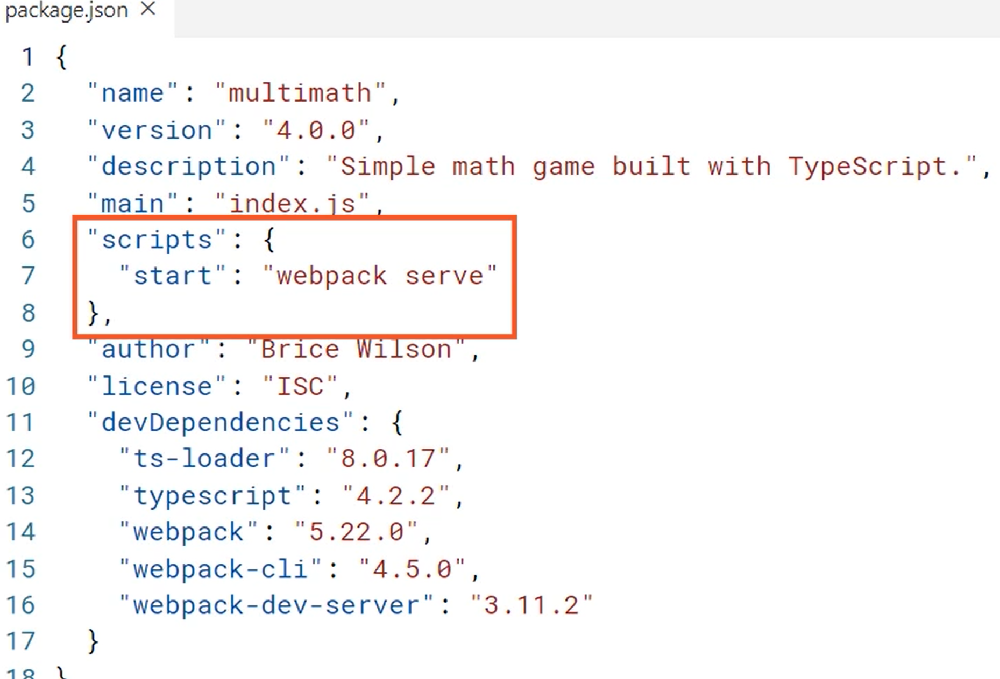 package.json ×
1 {
2 "name": "multimath",
3 "version": "4.0.0",
4 "description": "Simple math game built with TypeScript.",
5 "main": "index.js",
6 "scripts": {
7 "start": "webpack serve"
8 },
9 "author": "Brice Wilson",
10 "license": "ISC",
11 "devDependencies": {
12 "ts-loader": "8.0.17",
13 "typescript": "4.2.2",
14 "webpack": "5.22.0",
15 "webpack-cli": "4.5.0",
16 "webpack-dev-server": "3.11.2"
17 }
18 }